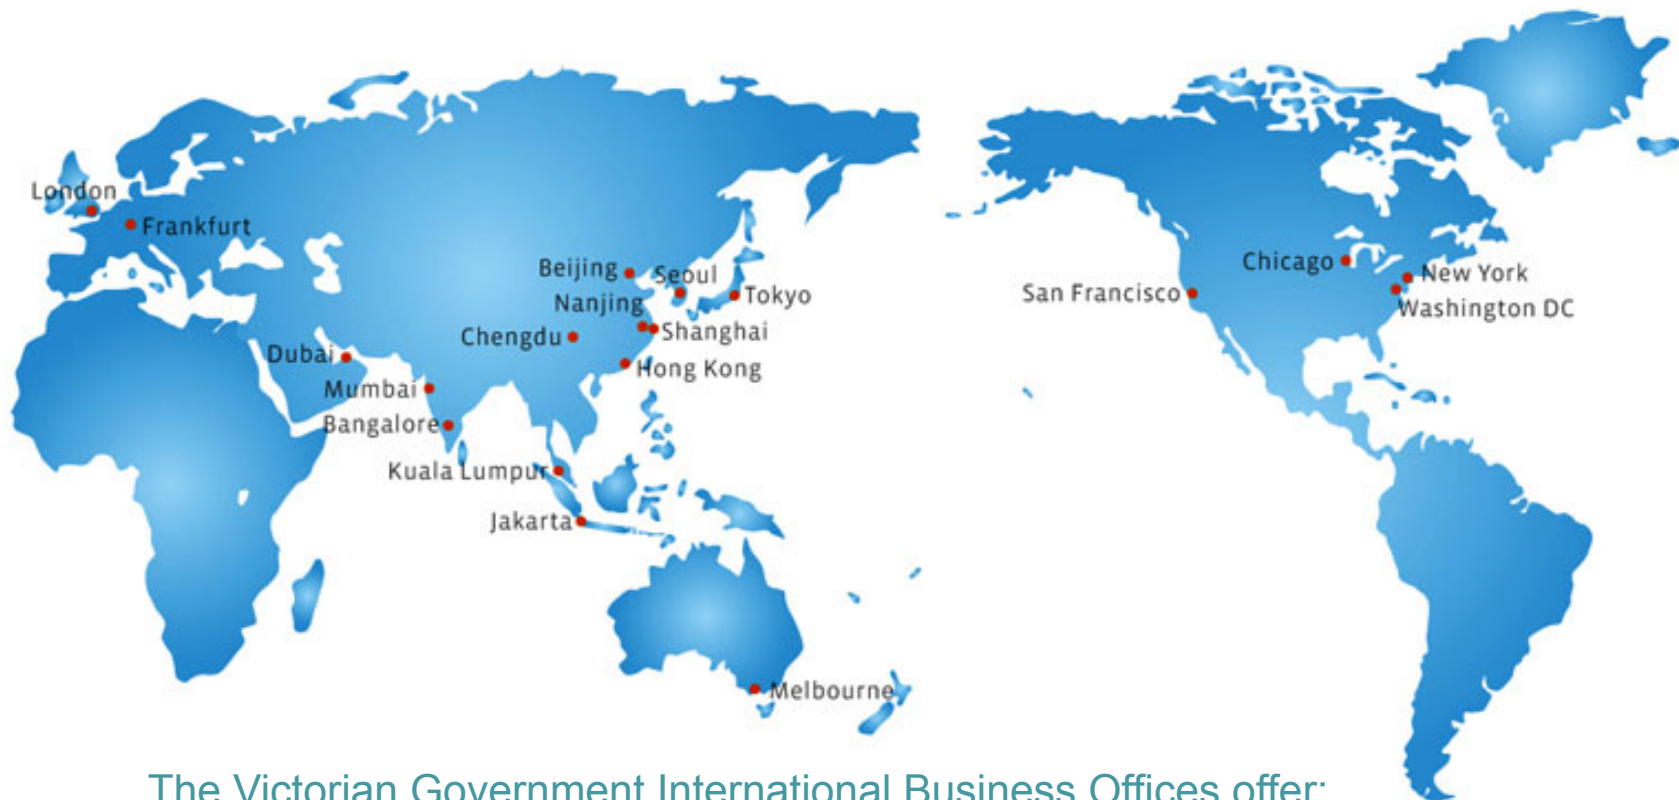 London
Frankfurt
Beijing
Seoul
Nanjing
Tokyo
Chengdu
Shanghai
Dubai
Hong Kong
Mumbai
Bangalore
Kuala Lumpur
Jakarta
Melbourne
Chicago
New York
San Francisco
Washington DC
The Victorian Government International Business Offices offer: